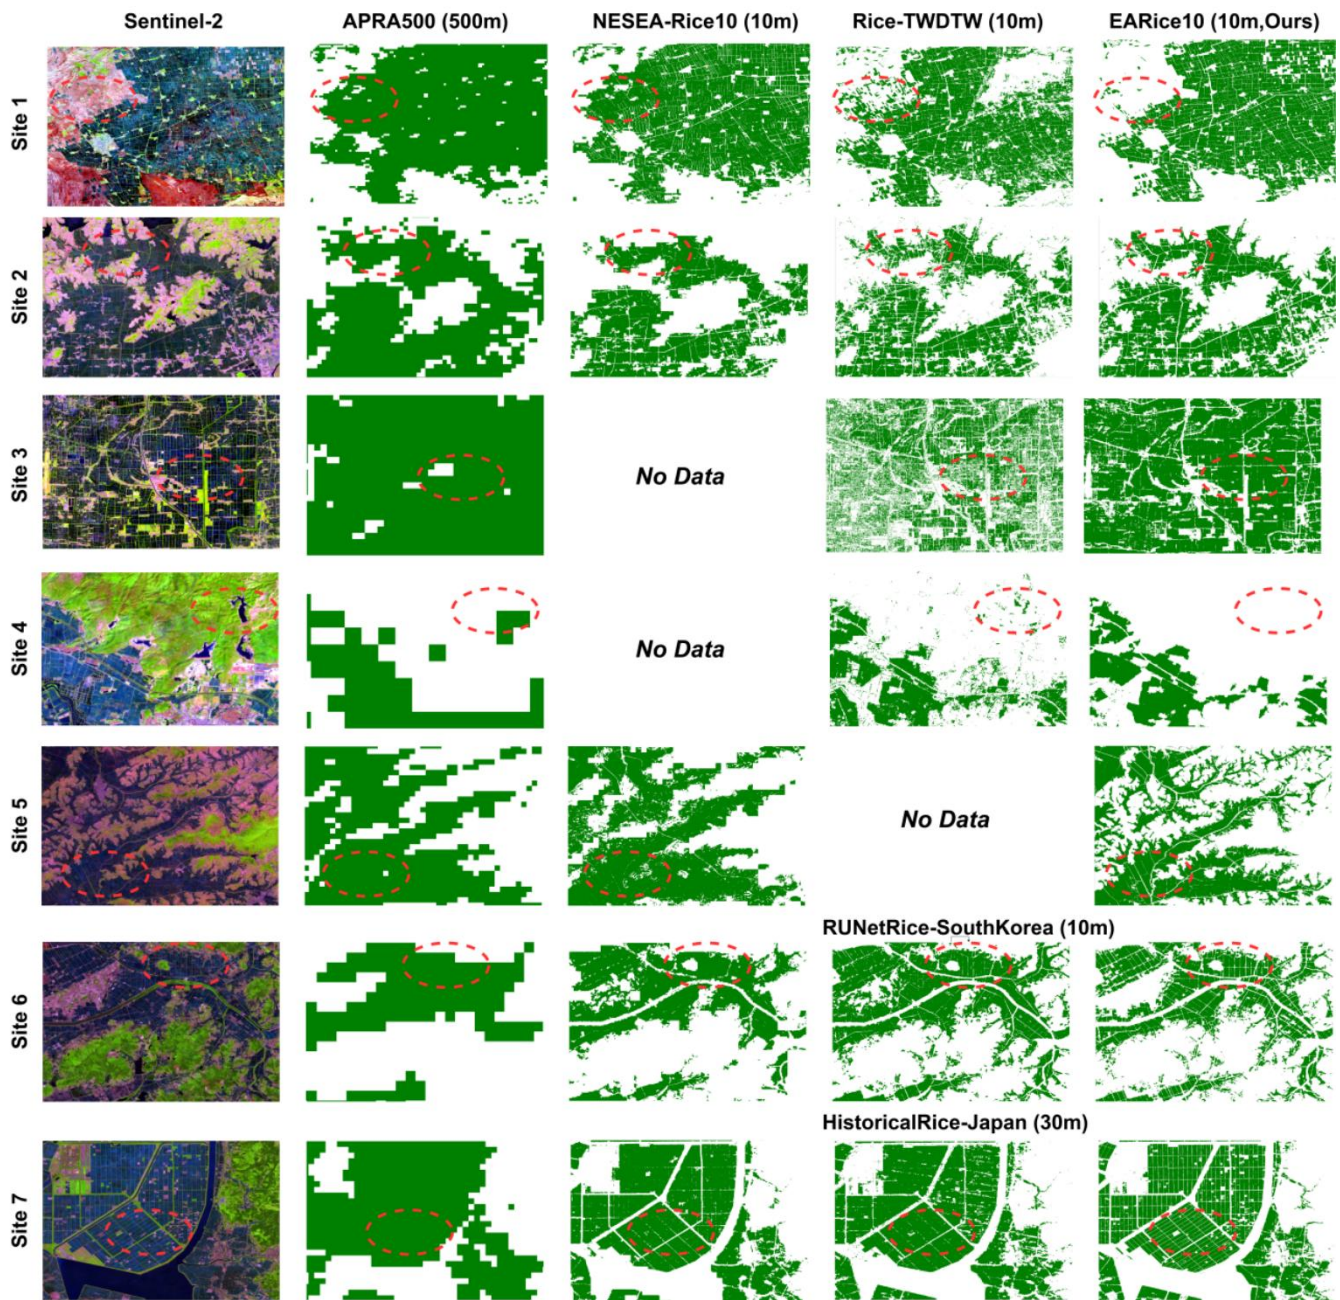 Sentinel-2 APRA500 (500m) NESEA-Rice10 (10m) Rice-TWDTW (10m) EARice10 (10m,Ours)
Site 1
Site 2
Site 3
No Data
Site 4
No Data
Site 5
No Data
RUNetRice-SouthKorea (10m)
Site 6
HistoricalRice-Japan (30m)
Site 7